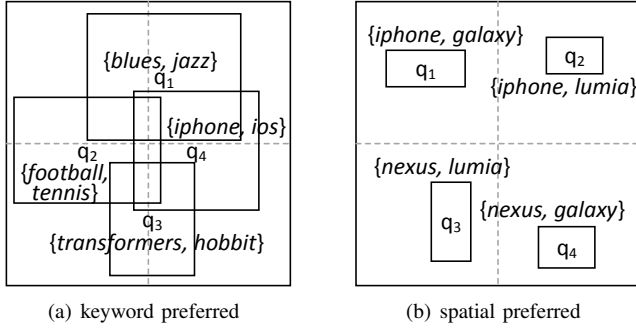 {blues, jazz}
q1
{iphone, ios}
q2
q4
{football,
tennis}
q3
{transformers, hobbit}
(a) keyword preferred
{iphone, galaxy}
q1
q2
{iphone, lumia}
{nexus, lumia}
{nexus, galaxy}
q3
q4
(b) spatial preferred